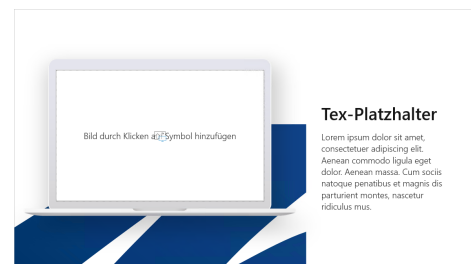 Bild durch Klicken auf Symbol hinzufügen
Tex-Platzhalter
Lorem ipsum dolor sit amet,
consectetuer adipiscing elit.
Aenean commodo ligula eget
dolor. Aenean massa. Cum sociis
natoque penatibus et magnis dis
parturient montes, nascetur
ridiculus mus.